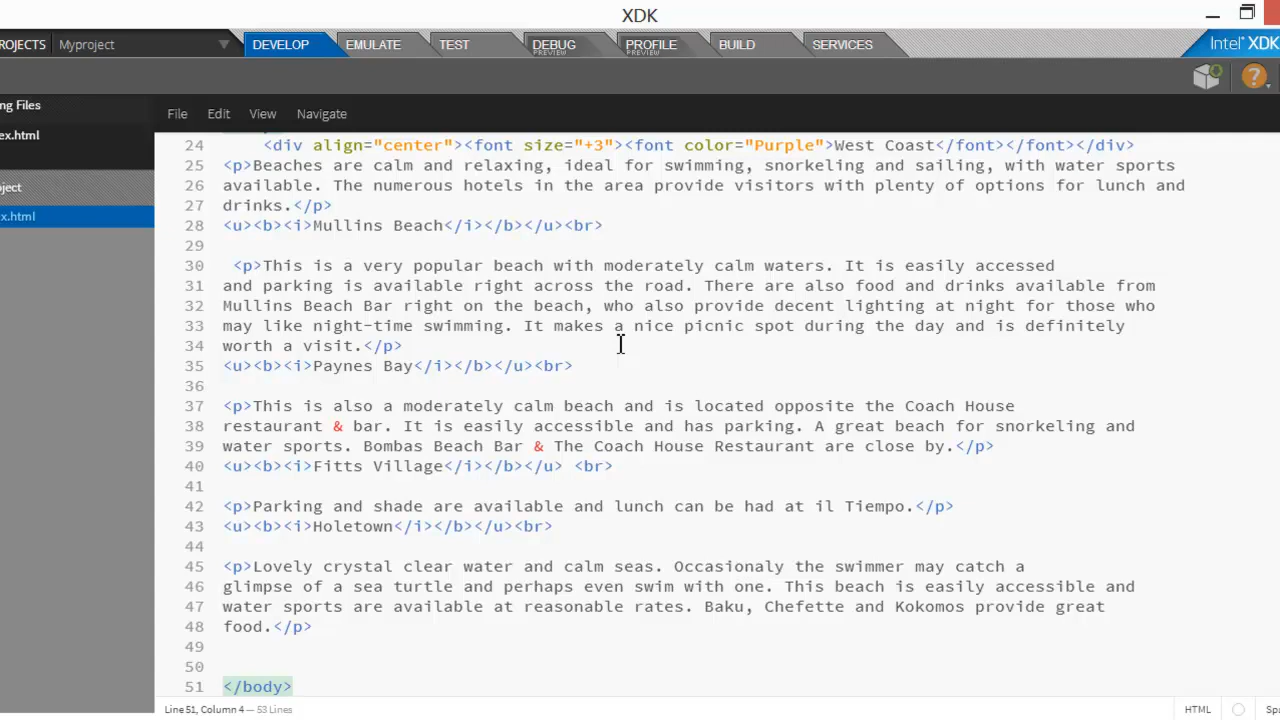 XDK
ROJECTS Myproject DEVELOP EMULATE TEST DEBUG PREVIEW PROFILE PREVIEW BUILD SERVICES Intel® XDK
?
ng Files File Edit View Navigate
ex.html
oject
x.html
24 <div align="center"><font size="+3"><font color="Purple">West Coast</font></font></div>
25 <p>Beaches are calm and relaxing, ideal for swimming, snorkeling and sailing, with water sports
26 available. The numerous hotels in the area provide visitors with plenty of options for lunch and
27 drinks.</p>
28 <u><b><i>Mullins Beach</i></b></u><br>
29
30 <p>This is a very popular beach with moderately calm waters. It is easily accessed
31 and parking is available right across the road. There are also food and drinks available from
32 Mullins Beach Bar right on the beach, who also provide decent lighting at night for those who
33 may like night-time swimming. It makes a nice picnic spot during the day and is definitely
34 worth a visit.</p>
35 <u><b><i>Paynes Bay</i></b></u><br>
36
37 <p>This is also a moderately calm beach and is located opposite the Coach House
38 restaurant & bar. It is easily accessible and has parking. A great beach for snorkeling and
39 water sports. Bombas Beach Bar & The Coach House Restaurant are close by.</p>
40 <u><b><i>Fitts Village</i></b></u> <br>
41
42 <p>Parking and shade are available and lunch can be had at il Tiempo.</p>
43 <u><b><i>Holetown</i></b></u><br>
44
45 <p>Lovely crystal clear water and calm seas. Occasionaly the swimmer may catch a
46 glimpse of a sea turtle and perhaps even swim with one. This beach is easily accessible and
47 water sports are available at reasonable rates. Baku, Chefette and Kokomos provide great
48 food.</p>
49
50
51 </body>
Line 51, Column 4 — 53 Lines HTML Spa